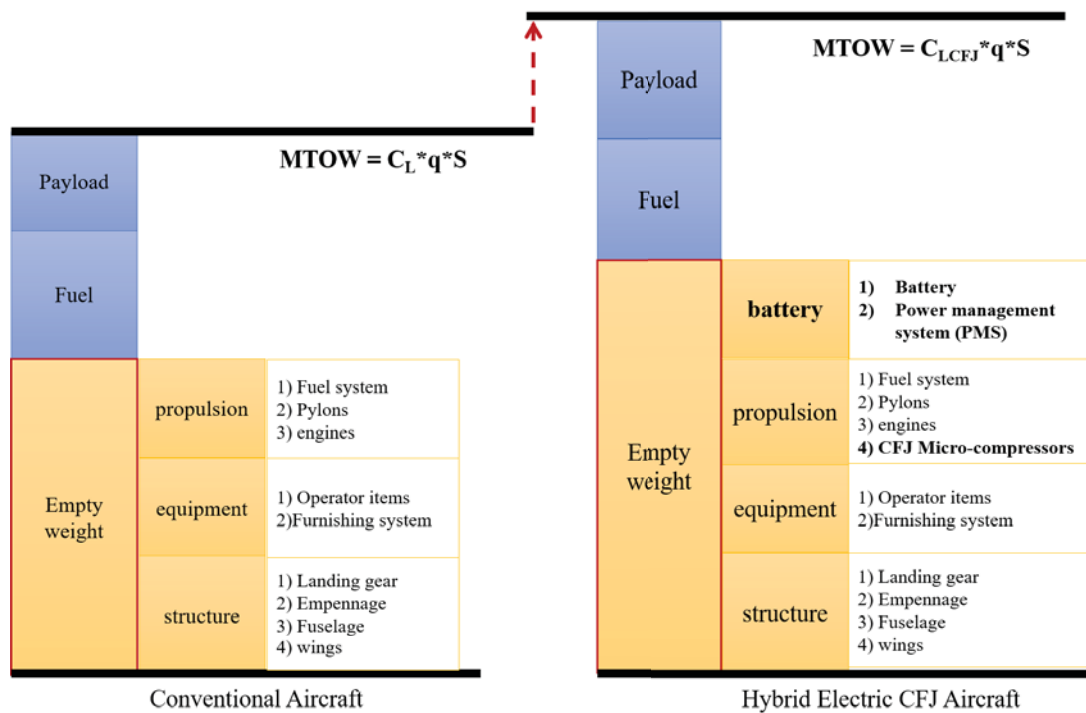 MTOW = C_L*q*S
Payload
Fuel
Empty
weight
propulsion
1) Fuel system
2) Pylons
3) engines
equipment
1) Operator items
2)Furnishing system
structure
1) Landing gear
2) Empennage
3) Fuselage
4) wings
Conventional Aircraft
MTOW = C_LCFJ*q*S
Payload
Fuel
Empty
weight
battery
1) Battery
2) Power management
system (PMS)
propulsion
1) Fuel system
2) Pylons
3) engines
4) CFJ Micro-compressors
equipment
1) Operator items
2)Furnishing system
structure
1) Landing gear
2) Empennage
3) Fuselage
4) wings
Hybrid Electric CFJ Aircraft